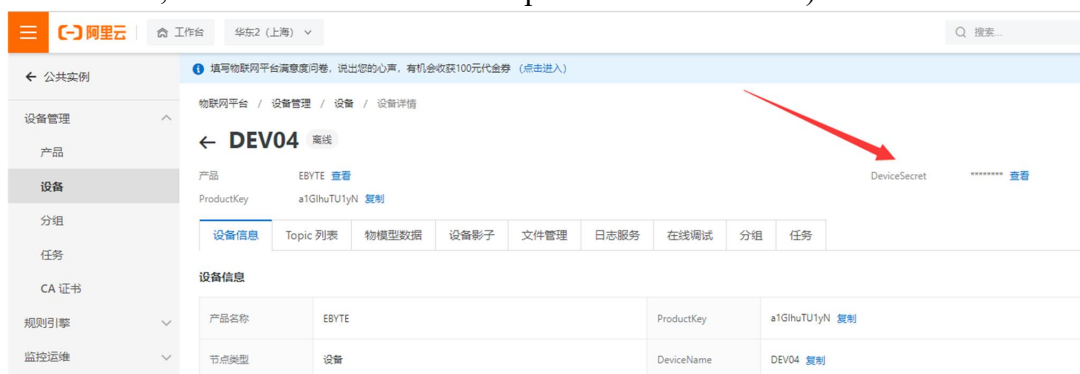 阿里云 工作台 华东2（上海） 搜索...
公共实例
填写物联网平台满意度问卷，说出您的心声，有机会收获100元代金券 （点击进入）
物联网平台 / 设备管理 / 设备 / 设备详情
设备管理
DEV04 离线
产品
产品 EBYTE 查看 DeviceSecret ******** 查看
设备
ProductKey a1GlhuTU1yN 复制
分组
设备信息 Topic 列表 物模型数据 设备影子 文件管理 日志服务 在线调试 分组 任务
任务
设备信息
CA 证书
规则引擎
产品名称 EBYTE ProductKey a1GlhuTU1yN 复制
监控运维
节点类型 设备 DeviceName DEV04 复制